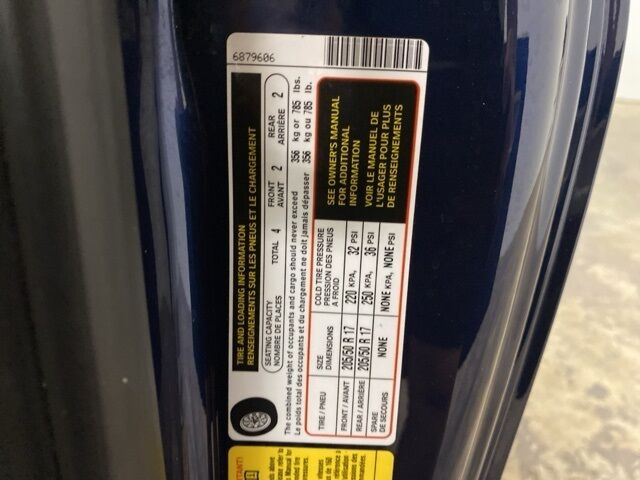 6879606
TIRE AND LOADING INFORMATION
RENSEIGNEMENTS SUR LES PNEUS ET LE CHARGEMENT
SEATING CAPACITY TOTAL 4 FRONT 2 REAR 2
NOMBRE DE PLACES AVANT ARRIÈRE
The combined weight of occupants and cargo should never exceed 356 kg or 785 lbs.
Le poids total des occupants et du chargement ne doit jamais dépasser 356 kg ou 785 lb.
TIRE / PNEU SIZE DIMENSIONS COLD TIRE PRESSURE PRESSION DES PNEUS A FROID
FRONT / AVANT 205/50 R 17 220 KPA, 32 PSI
REAR / ARRIÈRE 205/50 R 17 250 KPA, 36 PSI
SPARE DE SECOURS NONE NONE KPA, NONE PSI
SEE OWNER'S MANUAL
FOR ADDITIONAL
INFORMATION
VOIR LE MANUEL DE
L'USAGER POUR PLUS
DE RENSEIGNEMENTS